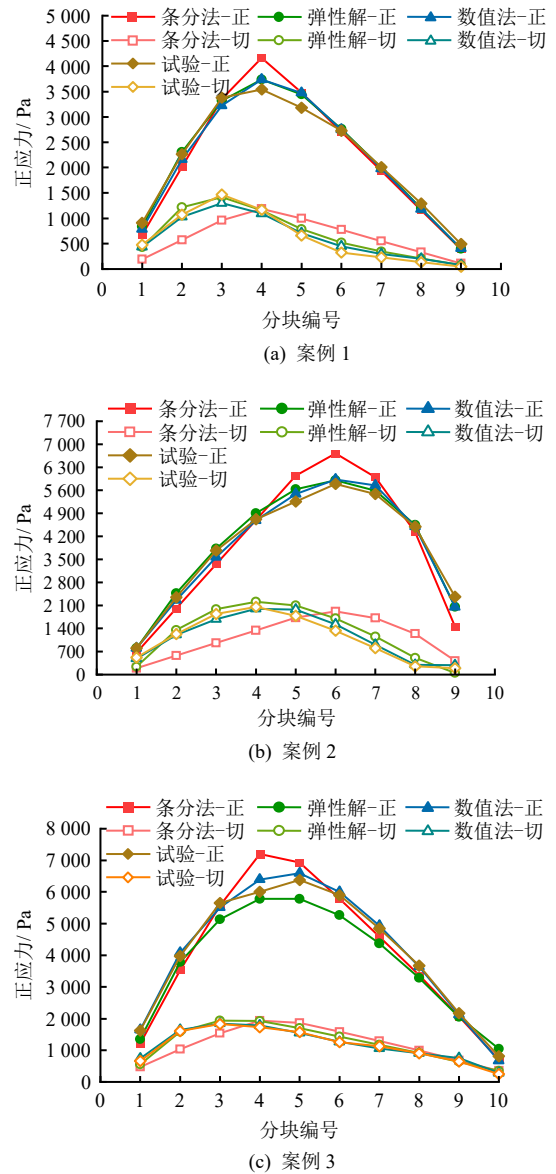 5 000
4 500
4 000
3 500
3 000
2 500
2 000
1 500
1 000
500
0
正应力/ Pa
条分法-正 弹性解-正 数值法-正
条分法-切 弹性解-切 数值法-切
试验-正
试验-切
1 2 3 4 5 6 7 8 9 10
分块编号
(a) 案例 1
7 700
7 000
6 300
5 600
4 900
4 200
3 500
2 800
2 100
1 400
700
0
正应力/ Pa
条分法-正 弹性解-正 数值法-正
条分法-切 弹性解-切 数值法-切
试验-正
试验-切
0 1 2 3 4 5 6 7 8 9 10
分块编号
(b) 案例 2
8 000
7 000
6 000
5 000
4 000
3 000
2 000
1 000
0
正应力/ Pa
条分法-正 弹性解-正 数值法-正
条分法-切 弹性解-切 数值法-切
试验-正
试验-切
1 2 3 4 5 6 7 8 9 10
分块编号
(c) 案例 3